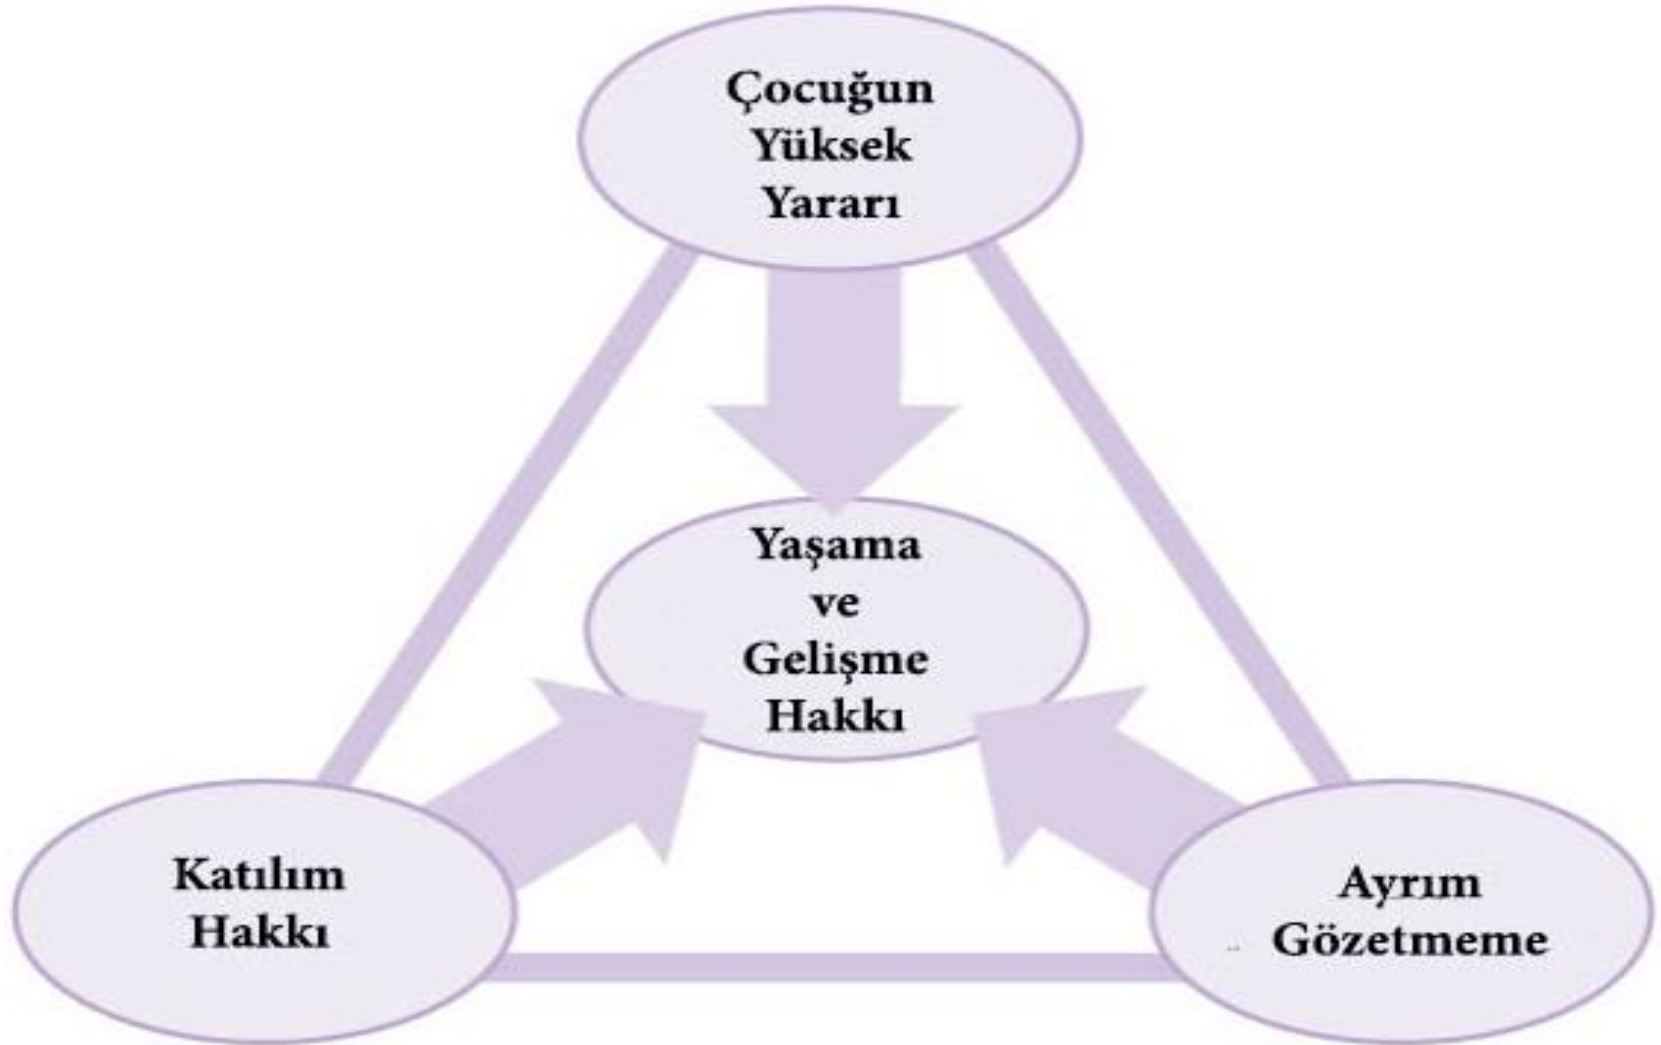 Çocuğun
Yüksek
Yararı
Yaşama
ve
Gelişme
Hakkı
Katılım
Hakkı
Ayrım
Gözetmeme